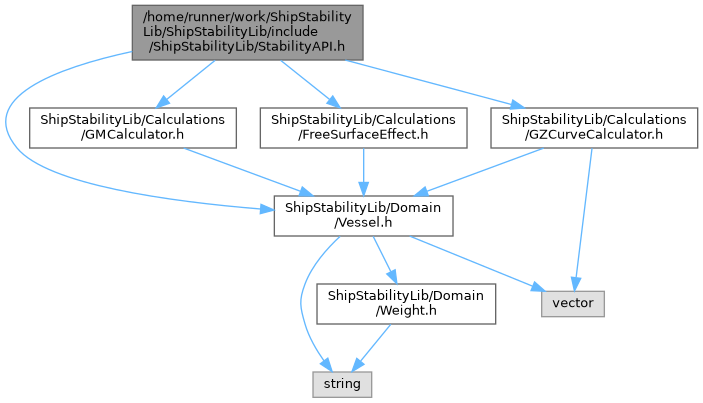 /home/runner/work/ShipStability
Lib/ShipStabilityLib/include
/ShipStabilityLib/StabilityAPI.h
ShipStabilityLib/Calculations
/GMCalculator.h
ShipStabilityLib/Calculations
/FreeSurfaceEffect.h
ShipStabilityLib/Calculations
/GZCurveCalculator.h
ShipStabilityLib/Domain
/Vessel.h
ShipStabilityLib/Domain
/Weight.h
vector
string